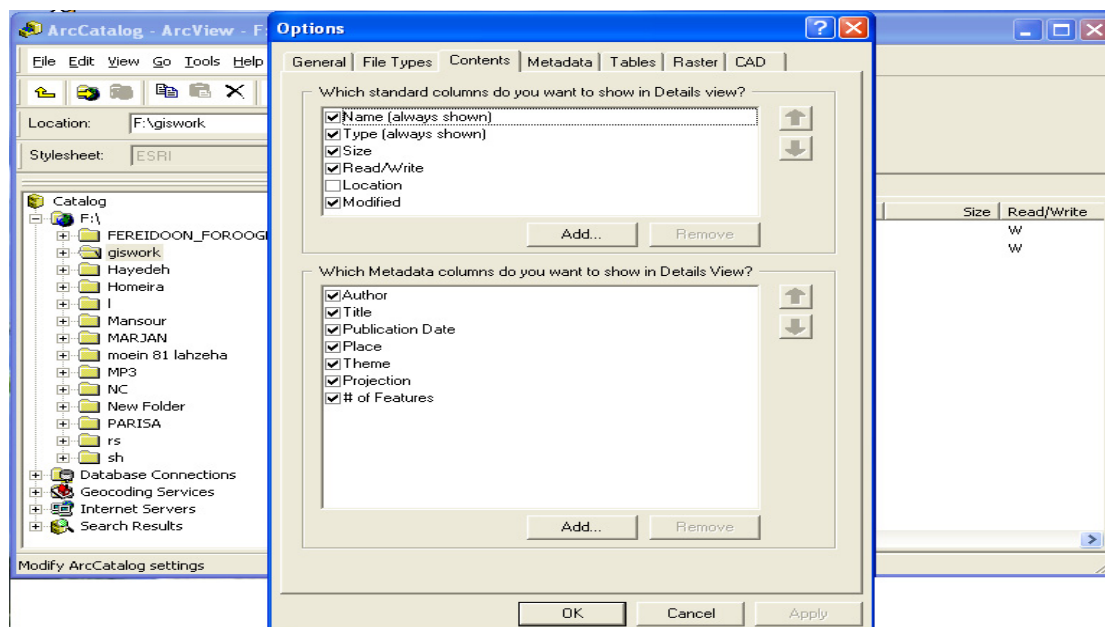 ArcCatalog - ArcView - F:
File Edit View Go Tools Help
Location: F:\giswork
Stylesheet: ESRI
Catalog
F:\
FEREIDOON_FOROOGH
giswork
Hayedeh
Homeira
l
Mansour
MARJAN
moein 81 lahzeha
MP3
NC
New Folder
PARISA
rs
sh
Database Connections
Geocoding Services
Internet Servers
Search Results
Modify ArcCatalog settings
Options
General File Types Contents Metadata Tables Raster CAD
Which standard columns do you want to show in Details view?
Name (always shown)
Type (always shown)
Size
Read/Write
Location
Modified
Add... Remove
Which Metadata columns do you want to show in Details View?
Author
Title
Publication Date
Place
Theme
Projection
# of Features
Add... Remove
OK Cancel Apply
Size Read/Write
W
W